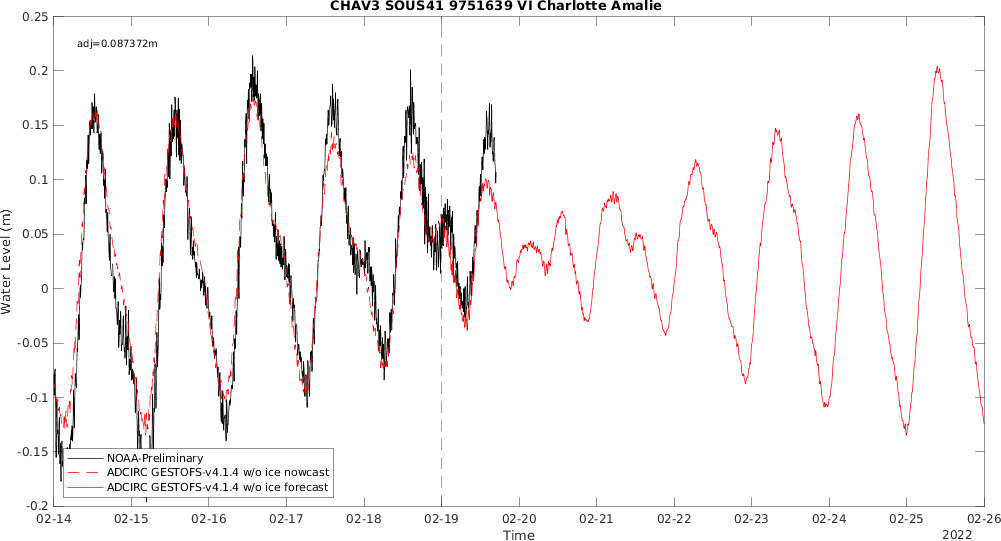 CHAV3 SOUS41 9751639 VI Charlotte Amalie
adj=0.087372m
0.25
0.2
0.15
0.1
0.05
0
-0.05
-0.1
-0.15
-0.2
Water Level (m)
NOAA-Preliminary
ADCIRC GESTOFS-v4.1.4 w/o ice nowcast
ADCIRC GESTOFS-v4.1.4 w/o ice forecast
02-14 02-15 02-16 02-17 02-18 02-19 02-20 02-21 02-22 02-23 02-24 02-25 02-26
Time
2022